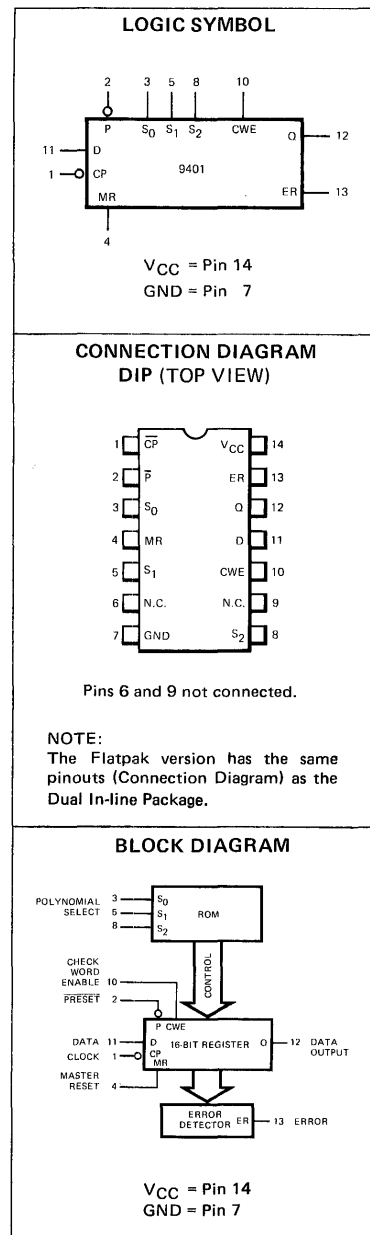 LOGIC SYMBOL
2 3 5 8 10
P S0 S1 S2 CWE Q 12
11 D
9401
1 CP
MR ER 13
4
VCC = Pin 14
GND = Pin 7
CONNECTION DIAGRAM
DIP (TOP VIEW)
1 C̅P̅ VCC 14
2 P̅ ER 13
3 S0 Q 12
4 MR D 11
5 S1 CWE 10
6 N.C. N.C. 9
7 GND S2 8
Pins 6 and 9 not connected.
NOTE:
The Flatpak version has the same
pinouts (Connection Diagram) as the
Dual In-line Package.
BLOCK DIAGRAM
POLYNOMIAL 3 S0
SELECT 5 S1 ROM
8 S2
CONTROL
CHECK
WORD
ENABLE 10
P̅R̅E̅S̅E̅T̅ 2
P CWE
DATA 11 D 16-BIT REGISTER Q 12 DATA
OUTPUT
CLOCK 1 CP
MR
MASTER
RESET 4
ERROR
DETECTOR ER 13 ERROR
VCC = Pin 14
GND = Pin 7